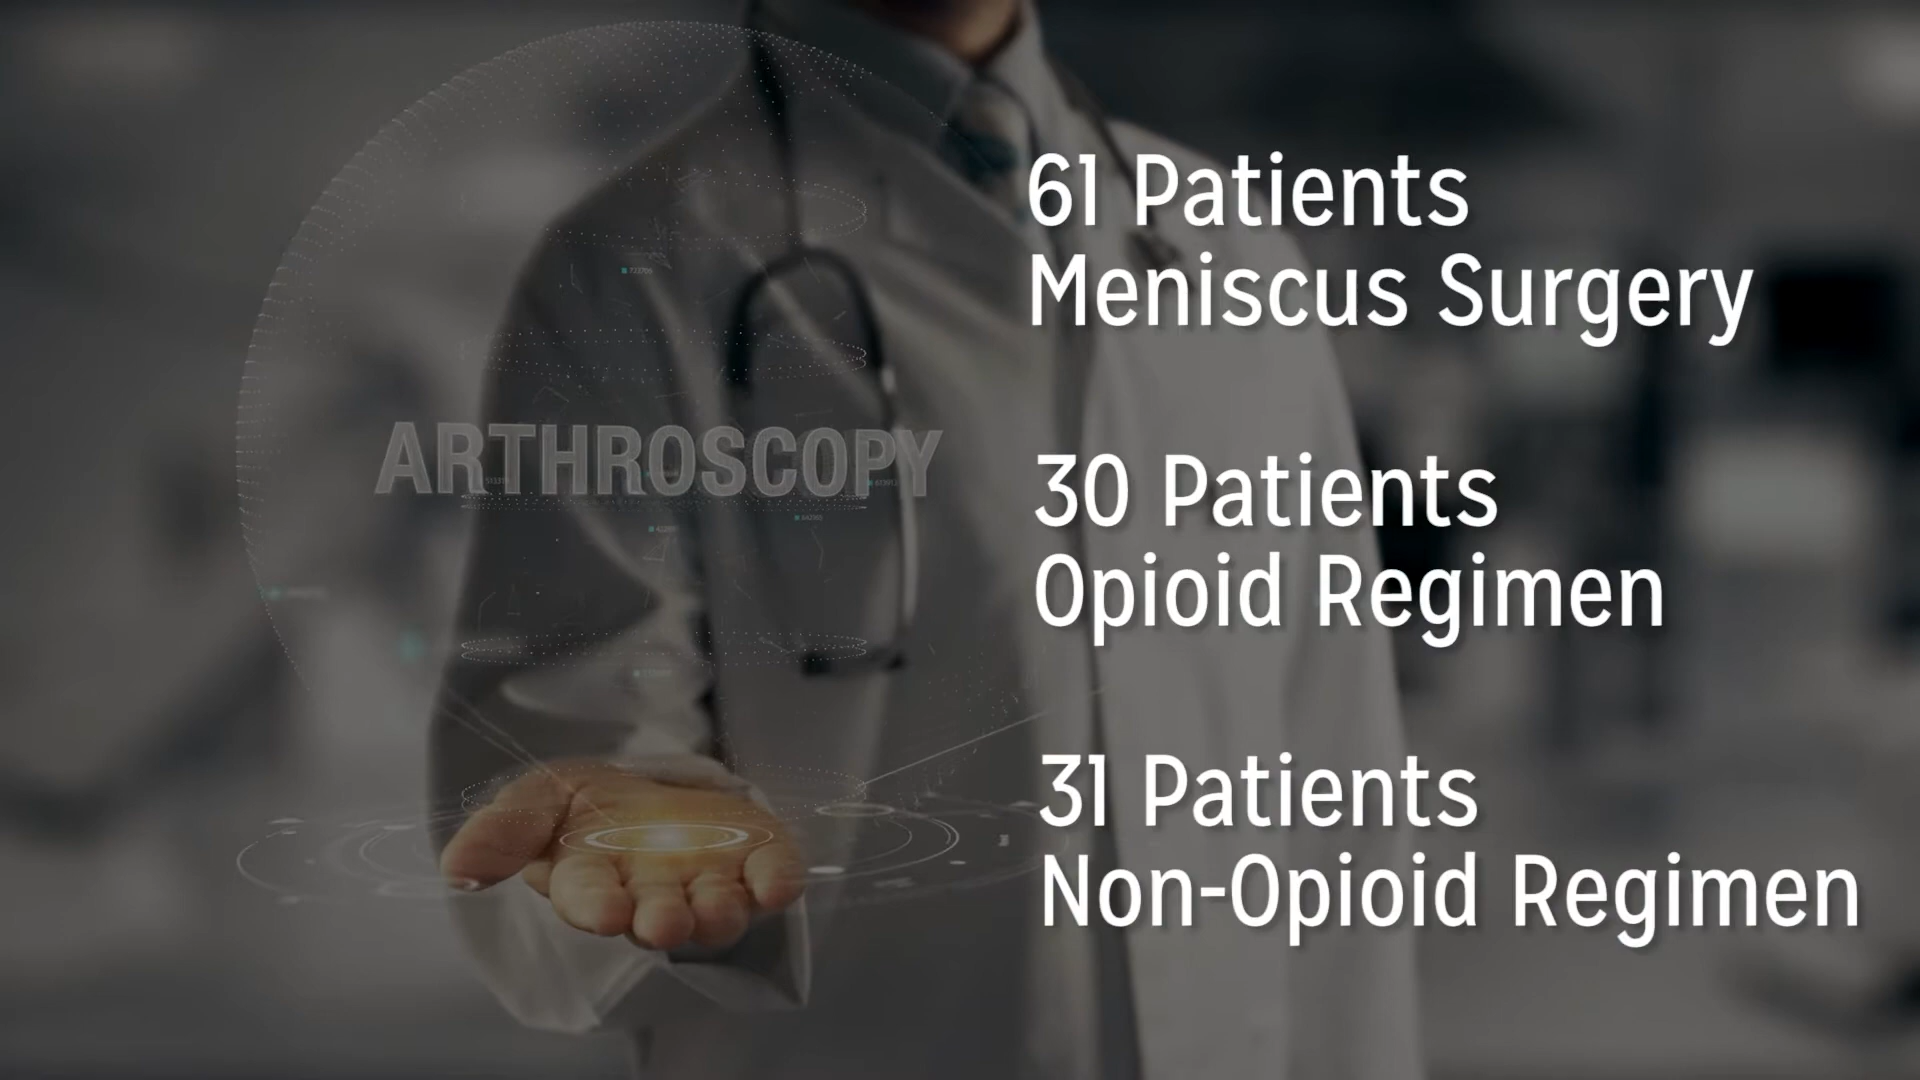 61 Patients
Meniscus Surgery
ARTHROSCOPY
30 Patients
Opioid Regimen
31 Patients
Non-Opioid Regimen